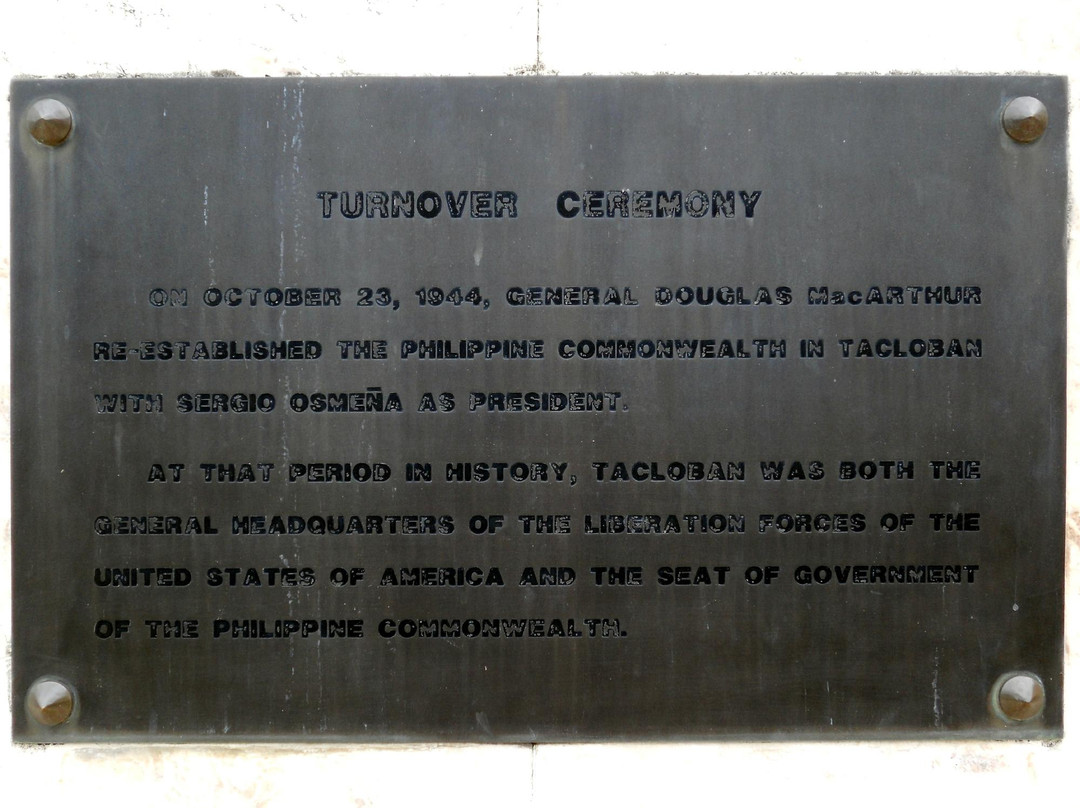 TURNOVER CEREMONY
ON OCTOBER 23, 1944, GENERAL DOUGLAS MacARTHUR
RE-ESTABLISHED THE PHILIPPINE COMMONWEALTH IN TACLOBAN
WITH SERGIO OSMEÑA AS PRESIDENT.
AT THAT PERIOD IN HISTORY, TACLOBAN WAS BOTH THE
GENERAL HEADQUARTERS OF THE LIBERATION FORCES OF THE
UNITED STATES OF AMERICA AND THE SEAT OF GOVERNMENT
OF THE PHILIPPINE COMMONWEALTH.